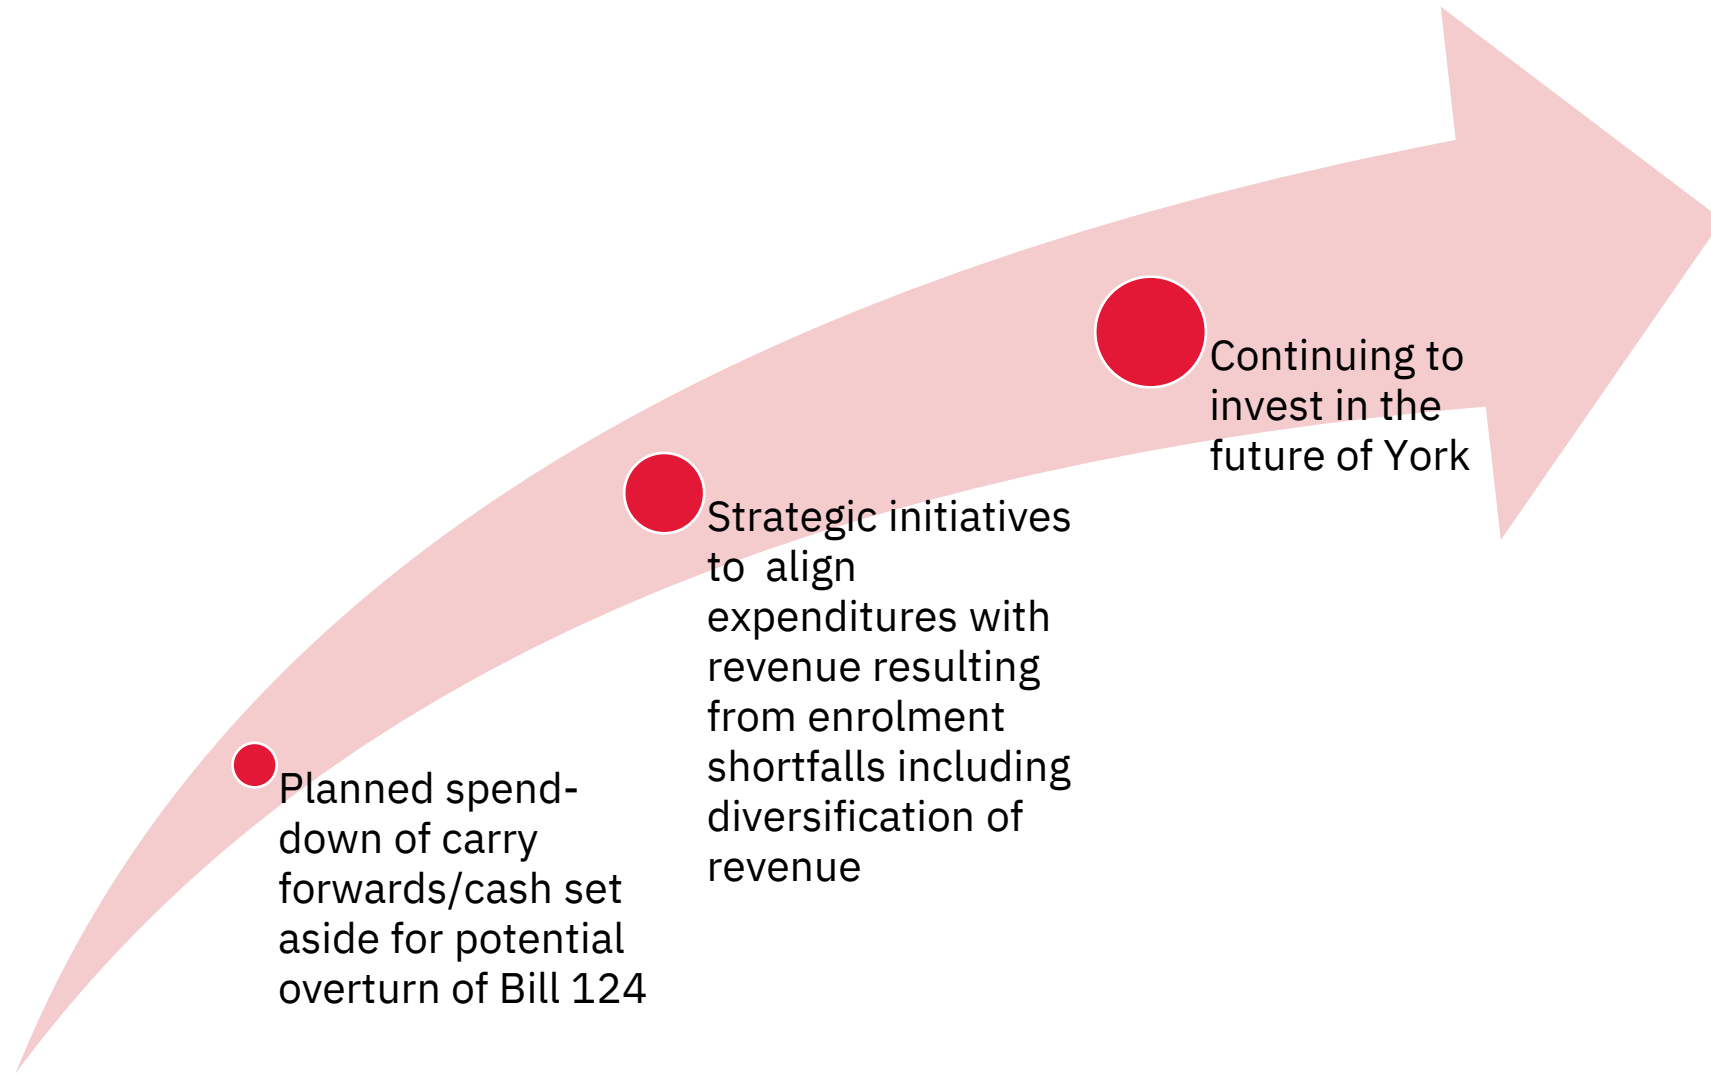 Planned spend-
down of carry
forwards/cash set
aside for potential
overturn of Bill 124
Strategic initiatives
to  align
expenditures with
revenue resulting
from enrolment
shortfalls including
diversification of
revenue
Continuing to
invest in the
future of York